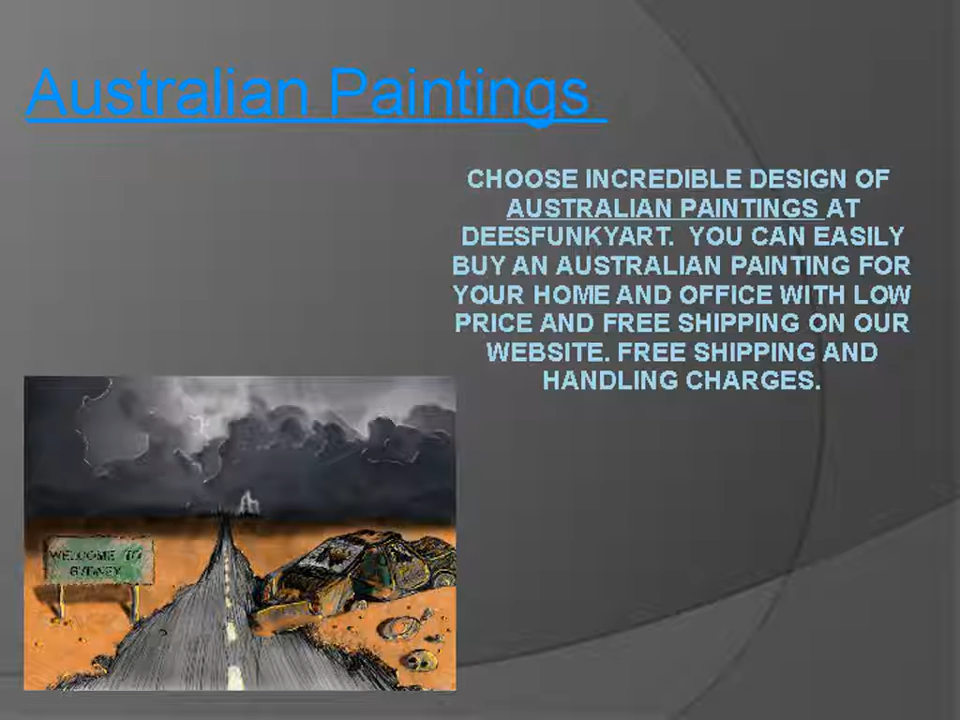 Australian Paintings
CHOOSE INCREDIBLE DESIGN OF
AUSTRALIAN PAINTINGS AT
DEESFUNKYART. YOU CAN EASILY
BUY AN AUSTRALIAN PAINTING FOR
YOUR HOME AND OFFICE WITH LOW
PRICE AND FREE SHIPPING ON OUR
WEBSITE. FREE SHIPPING AND
HANDLING CHARGES.
WELCOME TO
SYDNEY